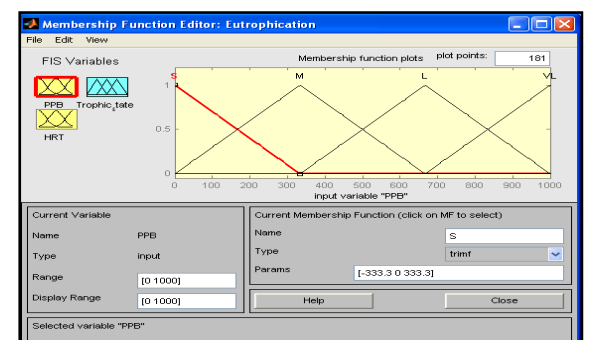 Membership Function Editor: Eutrophication
File Edit View
FIS Variables
Membership function plots plot points: 181
S M L VL
PPB Trophic_state
HRT
1
0.5
0
0 100 200 300 400 500 600 700 800 900 1000
input variable "PPB"
Current Variable
Name PPB
Type input
Range [0 1000]
Display Range [0 1000]
Current Membership Function (click on MF to select)
Name S
Type trimf
Params [-333.3 0 333.3]
Help Close
Selected variable "PPB"